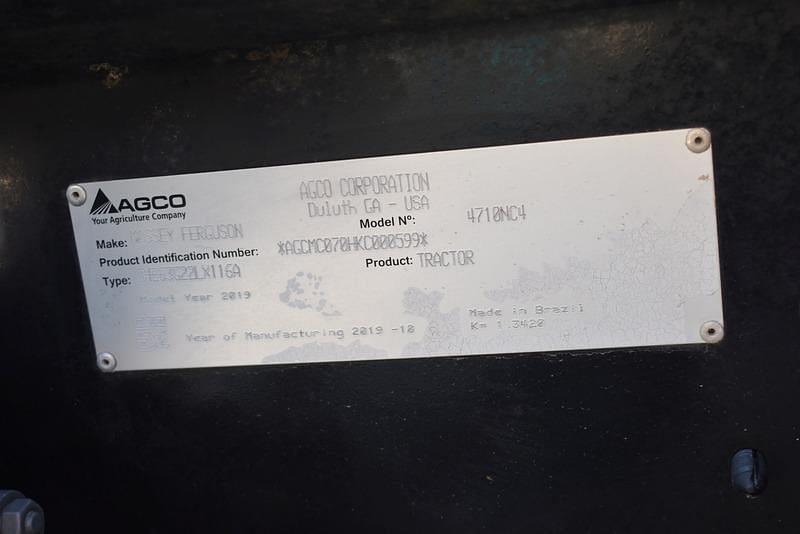 AGCO
Your Agriculture Company
AGCO CORPORATION
Duluth GA - USA
Make: MASSEY FERGUSON
Model Nº: 4710NC4
Product Identification Number: *AGCMC070HKC000599*
Type:
Product: TRACTOR
Model Year 2019
Year of Manufacturing 2019 -10
Made in Brazil
K= 1.3420